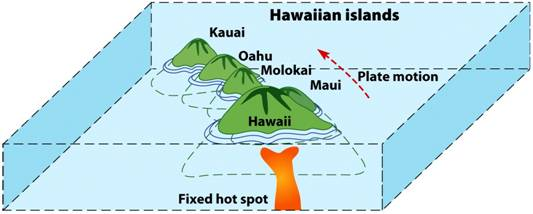 Hawaiian islands
Kauai
Oahu
Molokai
Maui
Plate motion
Hawaii
Fixed hot spot